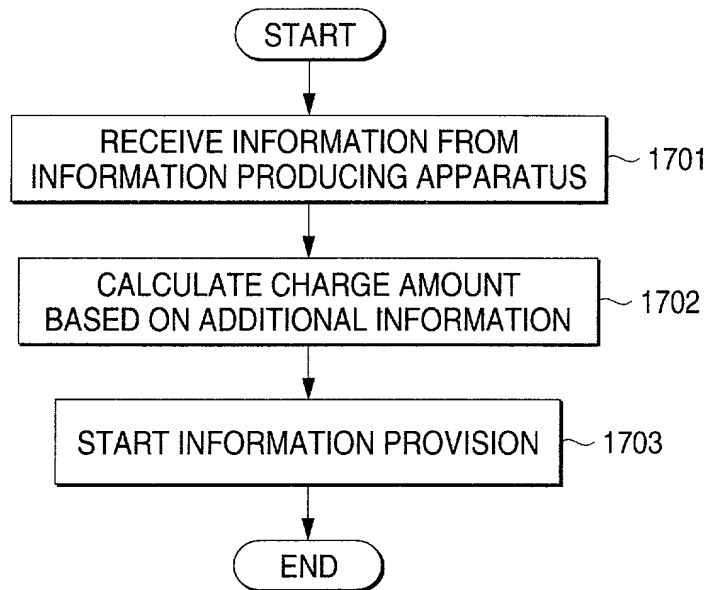 START
RECEIVE INFORMATION FROM
INFORMATION PRODUCING APPARATUS
1701
CALCULATE CHARGE AMOUNT
BASED ON ADDITIONAL INFORMATION
1702
START INFORMATION PROVISION
1703
END